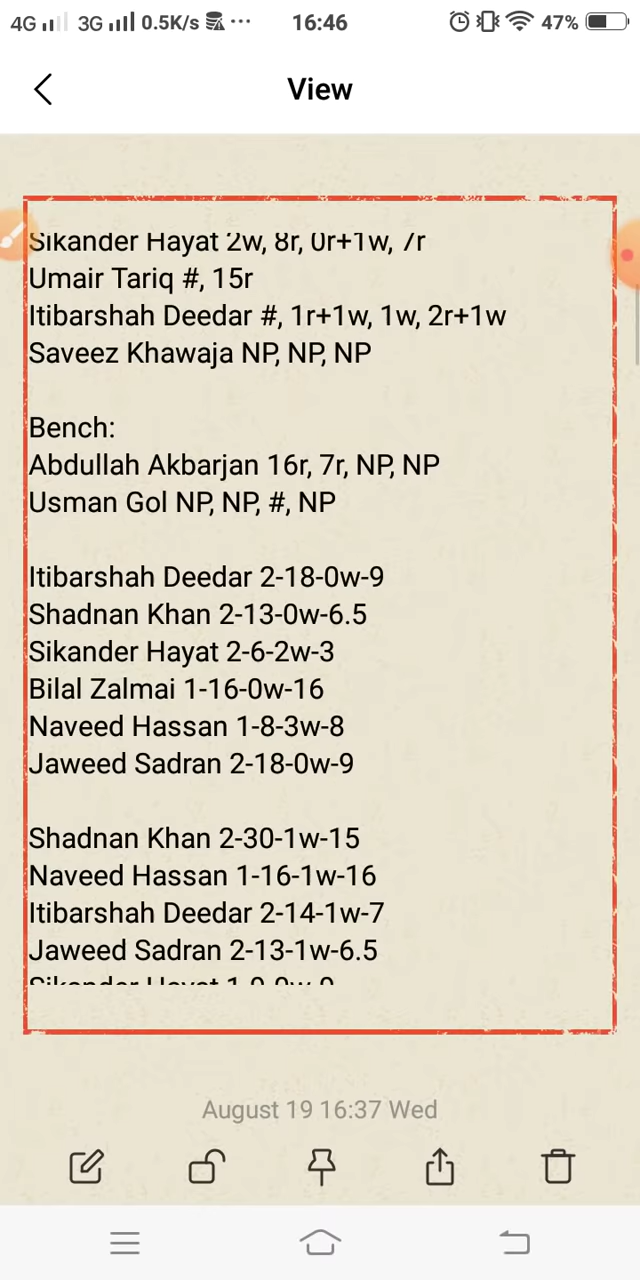 4G 3G 0.5K/s ... 16:46 47%
View
Sikander Hayat 2w, 8r, 0r+1w, 7r
Umair Tariq #, 15r
Itibarshah Deedar #, 1r+1w, 1w, 2r+1w
Saveez Khawaja NP, NP, NP
Bench:
Abdullah Akbarjan 16r, 7r, NP, NP
Usman Gol NP, NP, #, NP
Itibarshah Deedar 2-18-0w-9
Shadnan Khan 2-13-0w-6.5
Sikander Hayat 2-6-2w-3
Bilal Zalmai 1-16-0w-16
Naveed Hassan 1-8-3w-8
Jaweed Sadran 2-18-0w-9
Shadnan Khan 2-30-1w-15
Naveed Hassan 1-16-1w-16
Itibarshah Deedar 2-14-1w-7
Jaweed Sadran 2-13-1w-6.5
Sikander Hayat
August 19 16:37 Wed